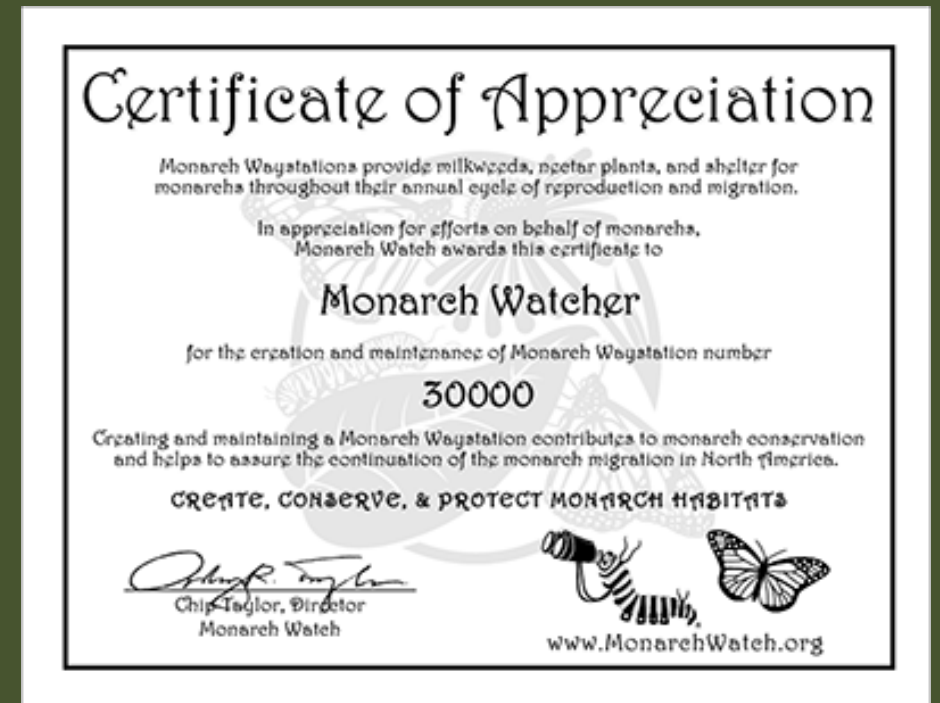 Certificate of Appreciation
Monarch Waystations provide milkweeds, nectar plants, and shelter for
monarchs throughout their annual cycle of reproduction and migration.
In appreciation for efforts on behalf of monarchs,
Monarch Watch awards this certificate to
Monarch Watcher
for the creation and maintenance of Monarch Waystation number
30000
Creating and maintaining a Monarch Waystation contributes to monarch conservation
and helps to assure the continuation of the monarch migration in North America.
CREATE, CONSERVE, & PROTECT MONARCH HABITATS
Chip Taylor, Director
Monarch Watch
www.MonarchWatch.org